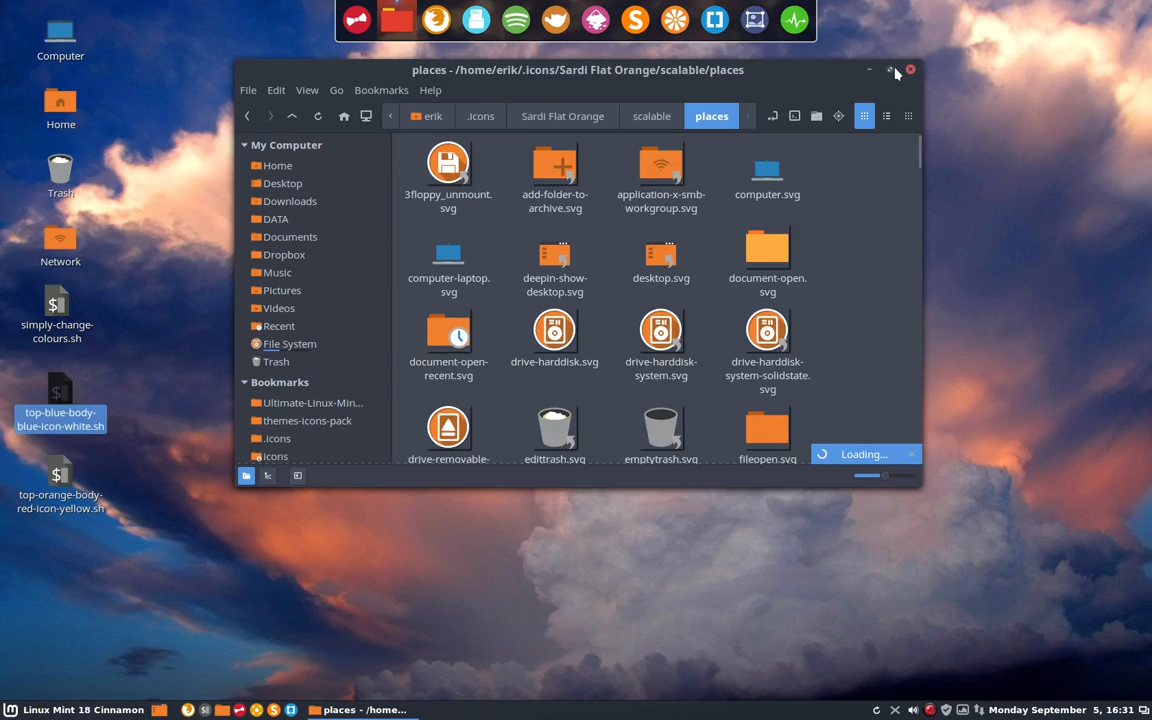 Computer
Home
Trash
Network
simply-change-
colours.sh
top-blue-body-
blue-icon-white.sh
top-orange-body-
red-icon-yellow.sh
places - /home/erik/.icons/Sardi Flat Orange/scalable/places
File Edit View Go Bookmarks Help
erik .icons Sardi Flat Orange scalable places
My Computer
Home
Desktop
Downloads
DATA
Documents
Dropbox
Music
Pictures
Videos
Recent
File System
Trash
Bookmarks
Ultimate-Linux-Min...
themes-icons-pack
.icons
icons
3floppy_unmount.
svg
add-folder-to-
archive.svg
application-x-smb-
workgroup.svg
computer.svg
computer-laptop.
svg
deepin-show-
desktop.svg
desktop.svg
document-open.
svg
document-open-
recent.svg
drive-harddisk.svg
drive-harddisk-
system.svg
drive-harddisk-
system-solidstate.
svg
drive-removable-
edittrash.svg
emptytrash.svg
fileopen.svg
Loading...
Linux Mint 18 Cinnamon
places - /home...
Monday September 5, 16:31